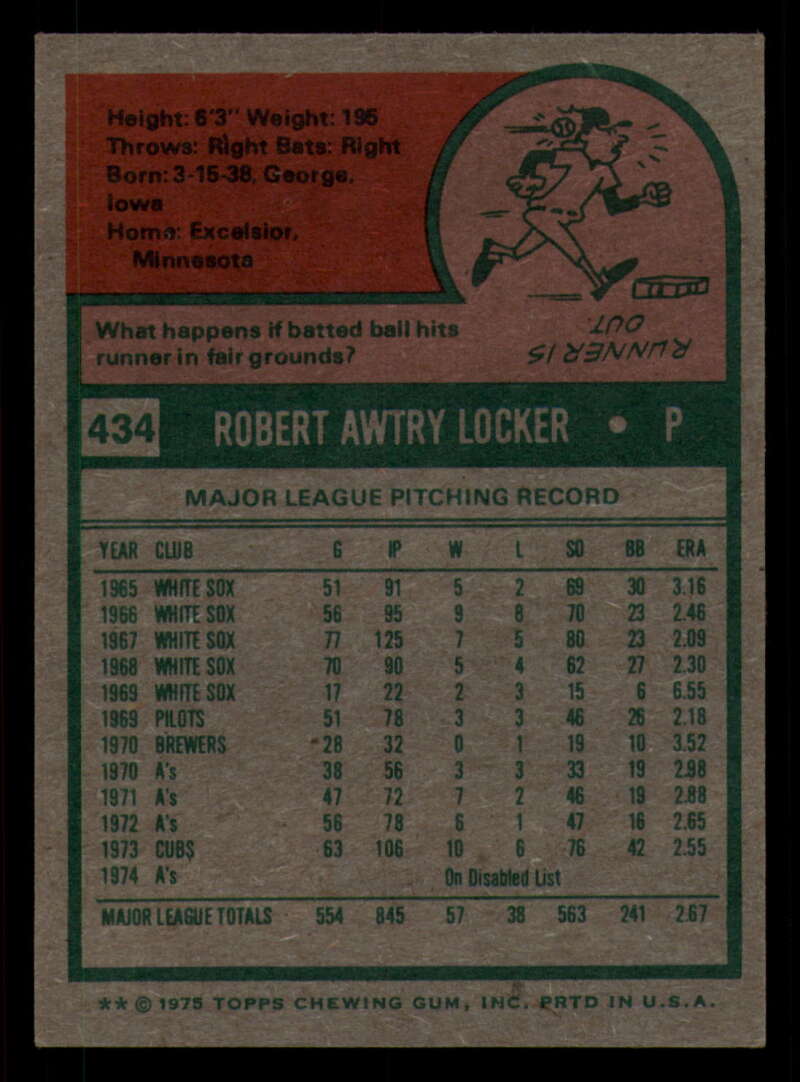 Height: 6'3" Weight: 195
Throws: Right Bats: Right
Born: 3-15-38, George,
Iowa
Home: Excelsior,
Minnesota
What happens if batted ball hits
runner in fair grounds?
RUNNER IS
OUT.
434 ROBERT AWTRY LOCKER • P
MAJOR LEAGUE PITCHING RECORD
YEAR CLUB G IP W L SO BB ERA
1965 WHITE SOX 51 91 5 2 69 30 3.16
1966 WHITE SOX 56 95 9 8 70 23 2.46
1967 WHITE SOX 77 125 7 5 80 23 2.09
1968 WHITE SOX 70 90 5 4 62 27 2.30
1969 WHITE SOX 17 22 2 3 15 6 6.55
1969 PILOTS 51 78 3 3 46 26 2.18
1970 BREWERS 28 32 0 1 19 10 3.52
1970 A's 38 56 3 3 33 19 2.98
1971 A's 47 72 7 2 46 19 2.88
1972 A's 56 78 6 1 47 16 2.65
1973 CUBS 63 106 10 6 76 42 2.55
1974 A's On Disabled List
MAJOR LEAGUE TOTALS 554 845 57 38 563 241 2.67
** © 1975 TOPPS CHEWING GUM, INC. PRTD IN U.S.A.